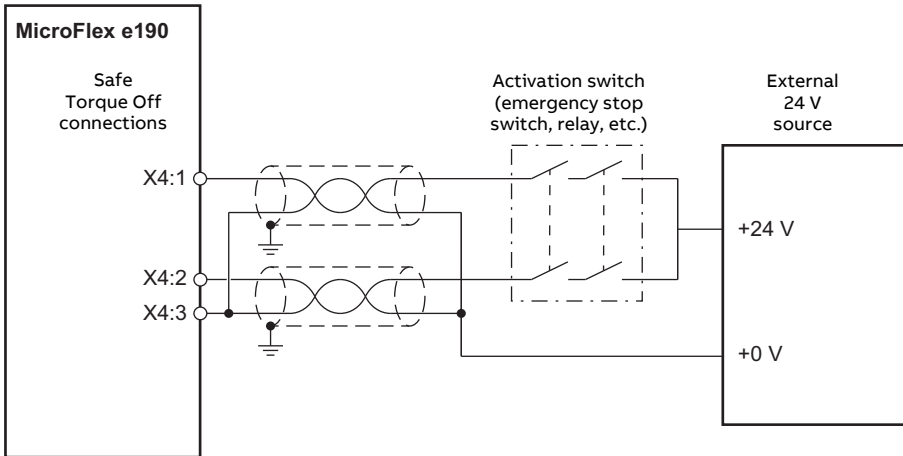 MicroFlex e190
Safe
Torque Off
connections
Activation switch
(emergency stop
switch, relay, etc.)
External
24 V
source
X4:1
X4:2
X4:3
+24 V
+0 V